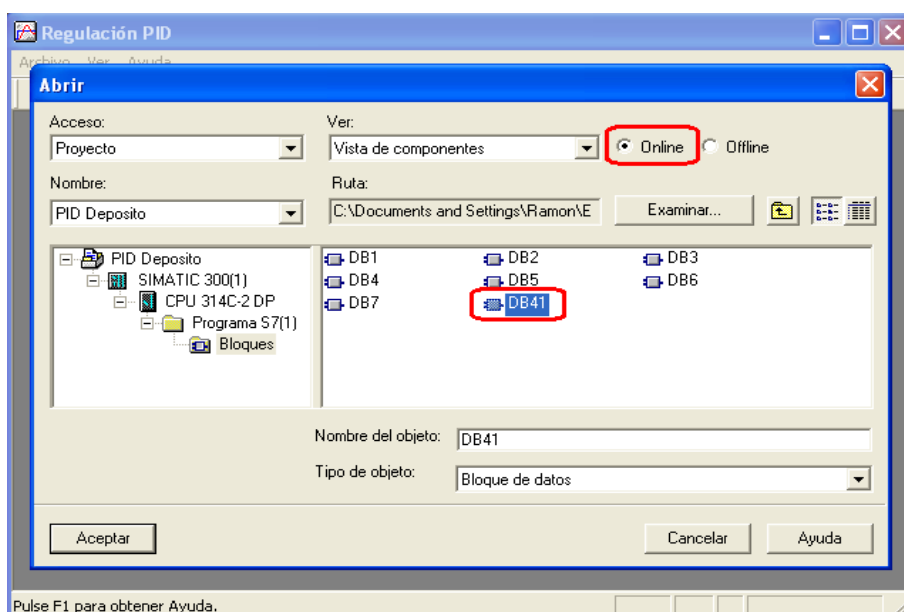 Regulación PID
Archivo Ver Ayuda
Abrir
Acceso: Ver:
Proyecto Vista de componentes Online Offline
Nombre: Ruta:
PID Deposito C:\Documents and Settings\Ramon\E Examinar...
PID Deposito DB1 DB2 DB3
SIMATIC 300(1) DB4 DB5 DB6
CPU 314C-2 DP DB7 DB41
Programa S7(1)
Bloques
Nombre del objeto: DB41
Tipo de objeto: Bloque de datos
Aceptar Cancelar Ayuda
Pulse F1 para obtener Ayuda.